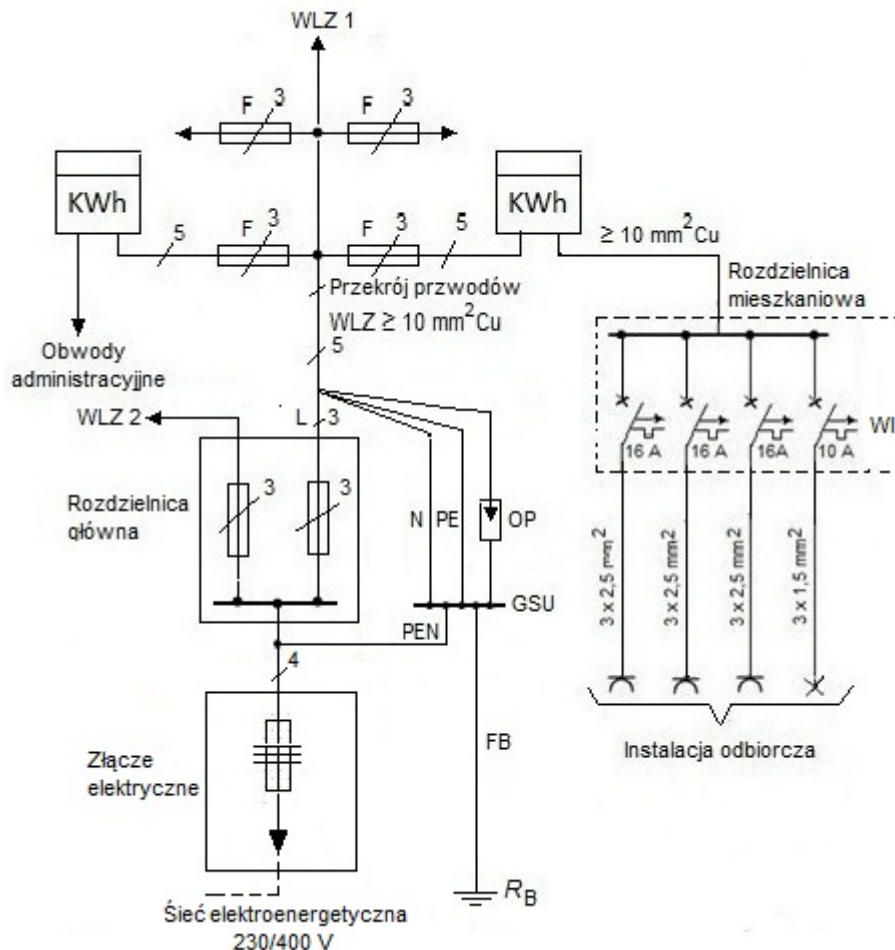 WLZ 1
F 3
F 3
KWh
KWh
5
F 3
F 3
5
≥ 10 mm²Cu
Przekrój przwodów
WLZ ≥ 10 mm²Cu
Rozdzielnica
mieszkaniowa
Obwody
administracyjne
5
WLZ 2
L 3
WI
16 A
16 A
16A
10 A
Rozdzielnica
główna
3
3
N
PE
OP
3 x 2,5 mm²
3 x 2,5 mm²
3 x 2,5 mm²
3 x 1,5 mm²
GSU
PEN
4
Złącze
elektryczne
FB
Instalacja odbiorcza
R_B
Śieć elektroenergetyczna
230/400 V